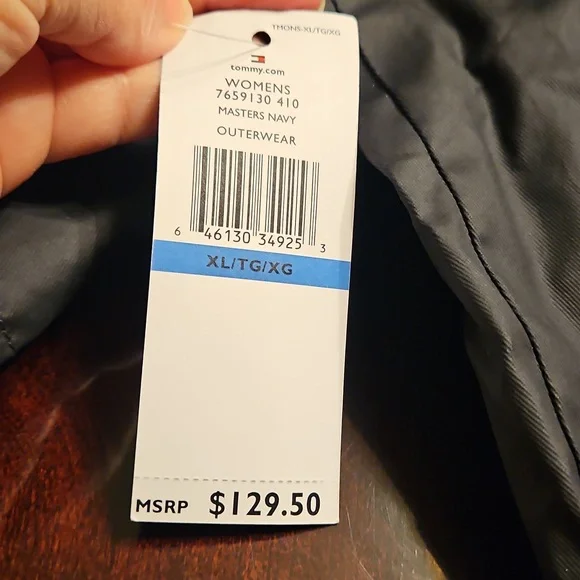 TMONS-XL/TG/XG
tommy.com
WOMENS
7659130 410
MASTERS NAVY
OUTERWEAR
6 46130 34925 3
XL/TG/XG
MSRP $129.50